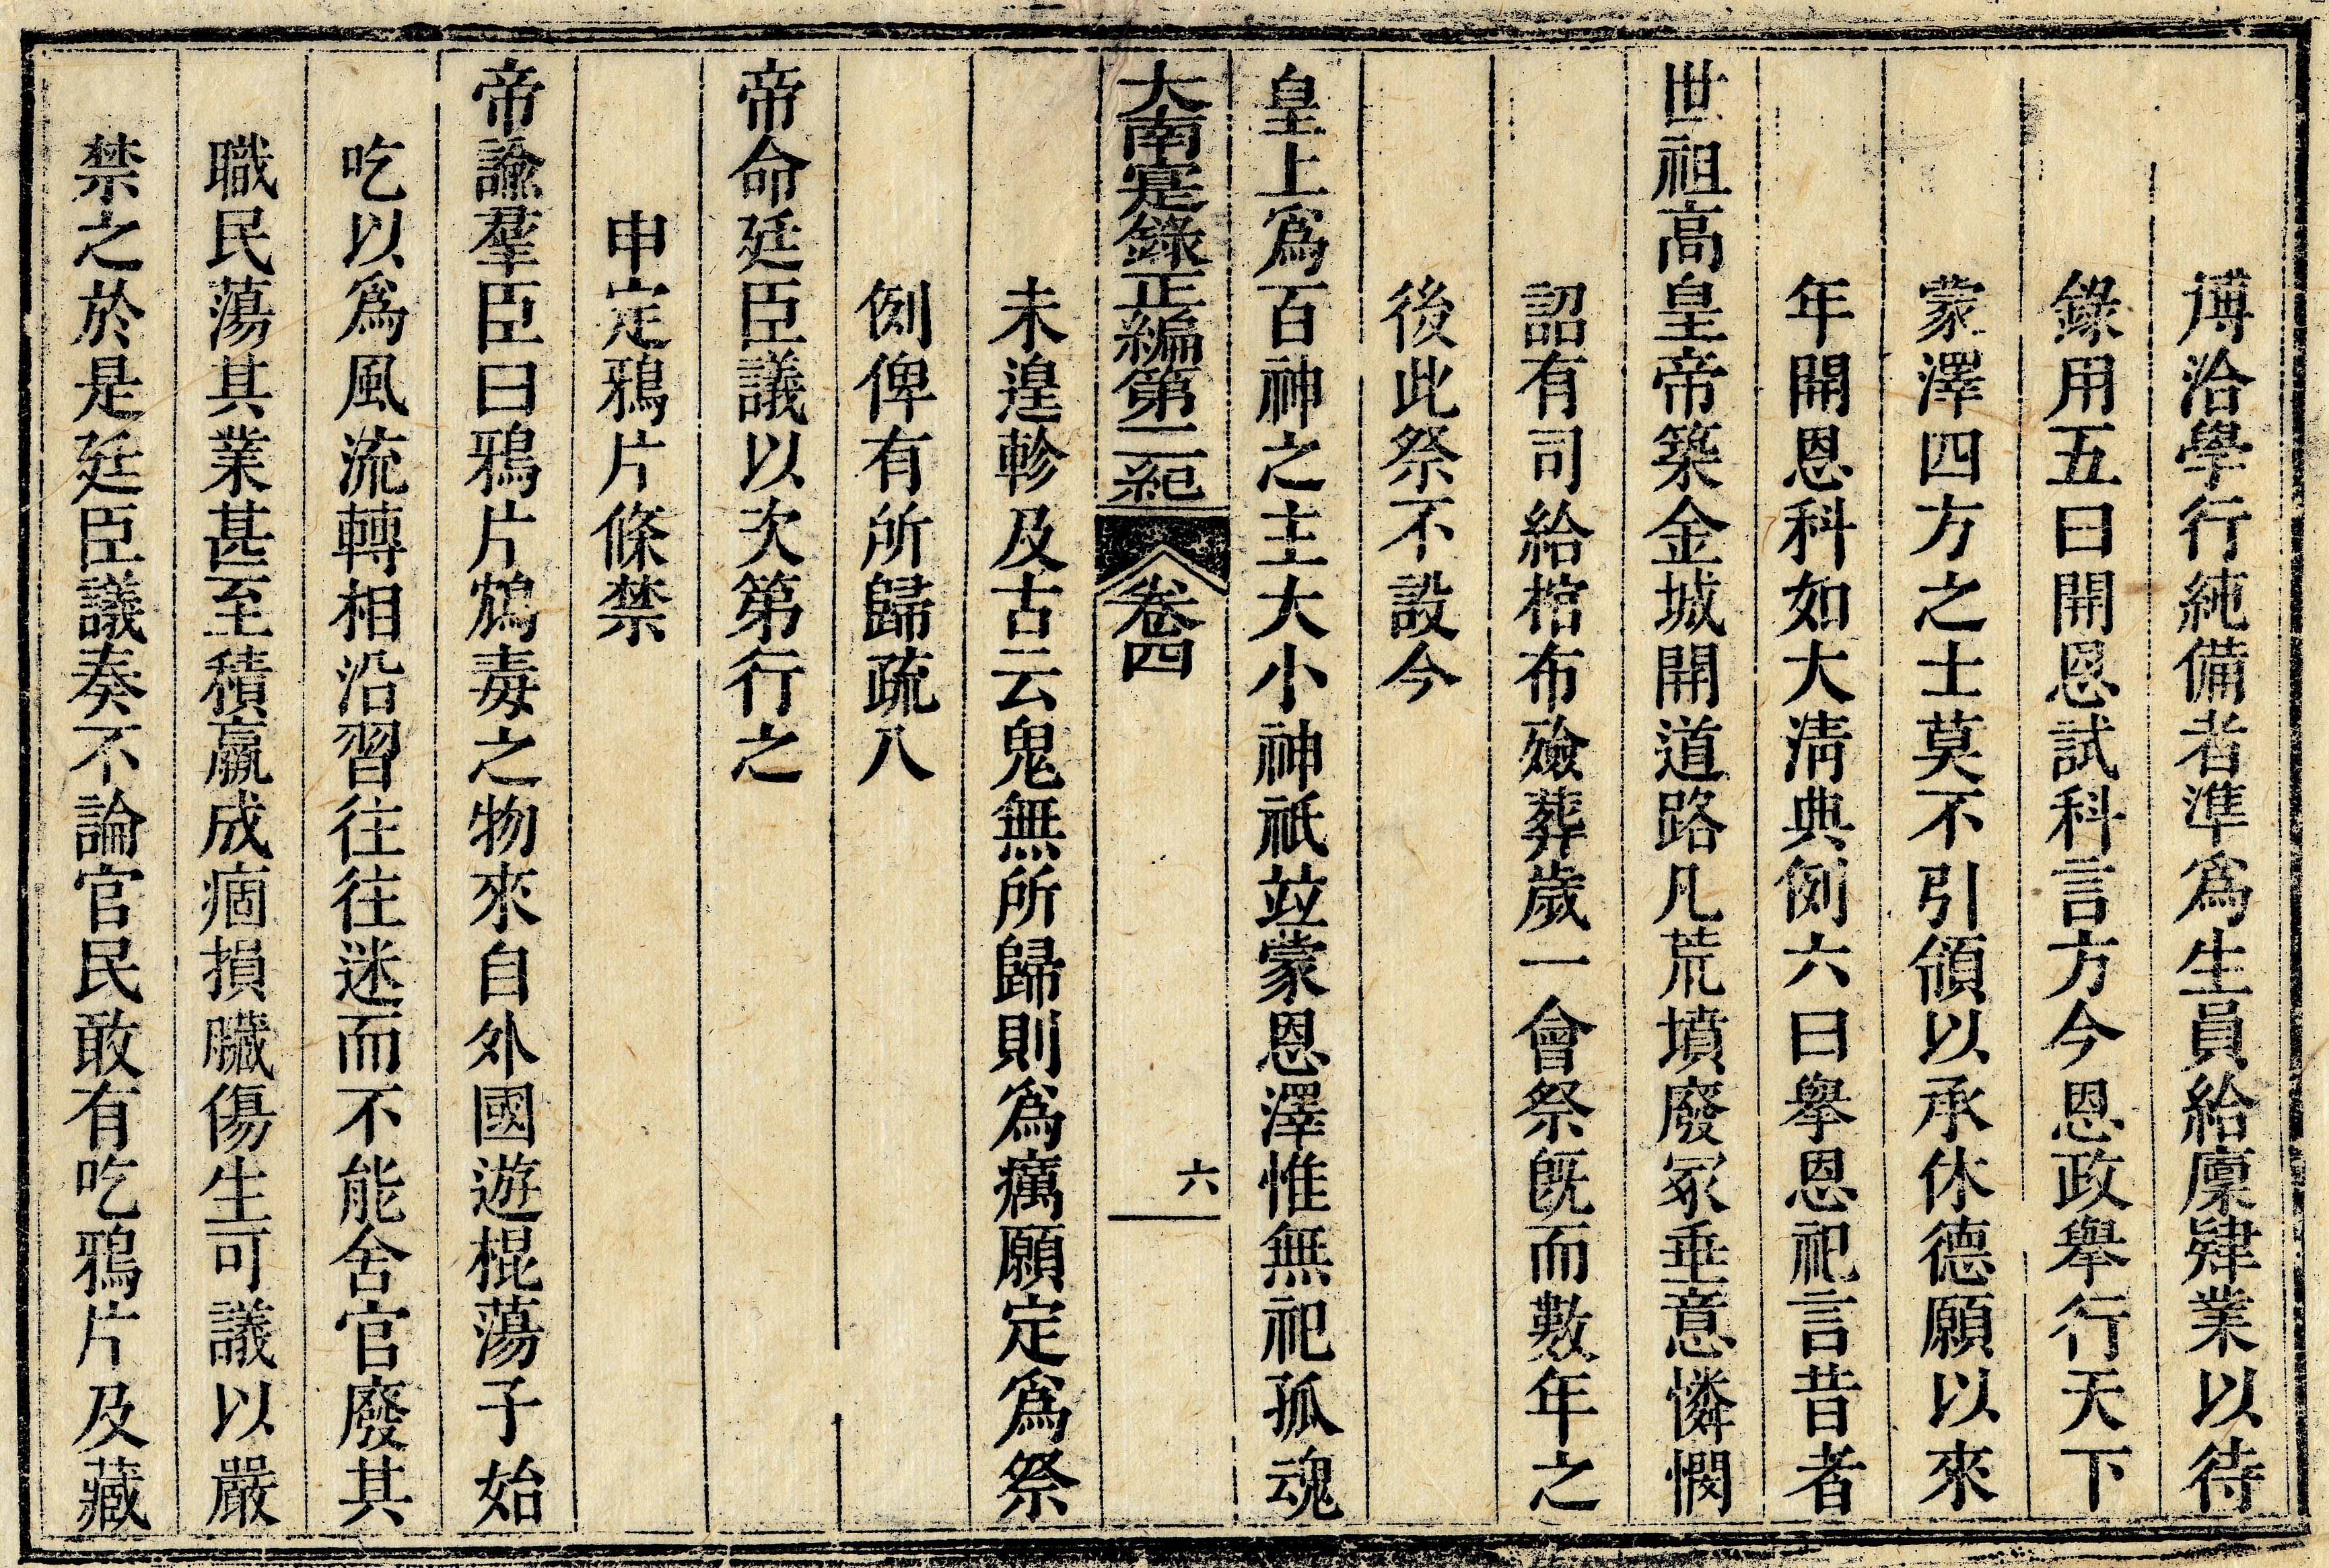 博洽學行純備者準爲生員給廩肄業以待
錄用五曰開恩試科言方今恩政舉行天下
蒙澤四方之士莫不引領以承休德願以來
年開恩科如大清典例六曰舉恩祀言昔者
世祖高皇帝築金城開道路凡荒墳廢冢垂意憐憫
詔有司給棺布殮葬歲一會祭旣而數年之
後此祭不設今
皇上爲百神之主大小神祇竝蒙恩澤惟無祀孤魂
大南寔錄正編第二紀 卷四 六
未遑軫及古云鬼無所歸則爲癘願定爲祭
例俾有所歸疏八
帝命廷臣議以次第行之
申定鴉片條禁
帝諭羣臣曰鴉片鴆毒之物來自外國遊棍蕩子始
吃以爲風流轉相沿習往往迷而不能舍官廢其
職民蕩其業甚至積羸成痼損臟傷生可議以嚴
禁之於是廷臣議奏不論官民敢有吃鴉片及藏